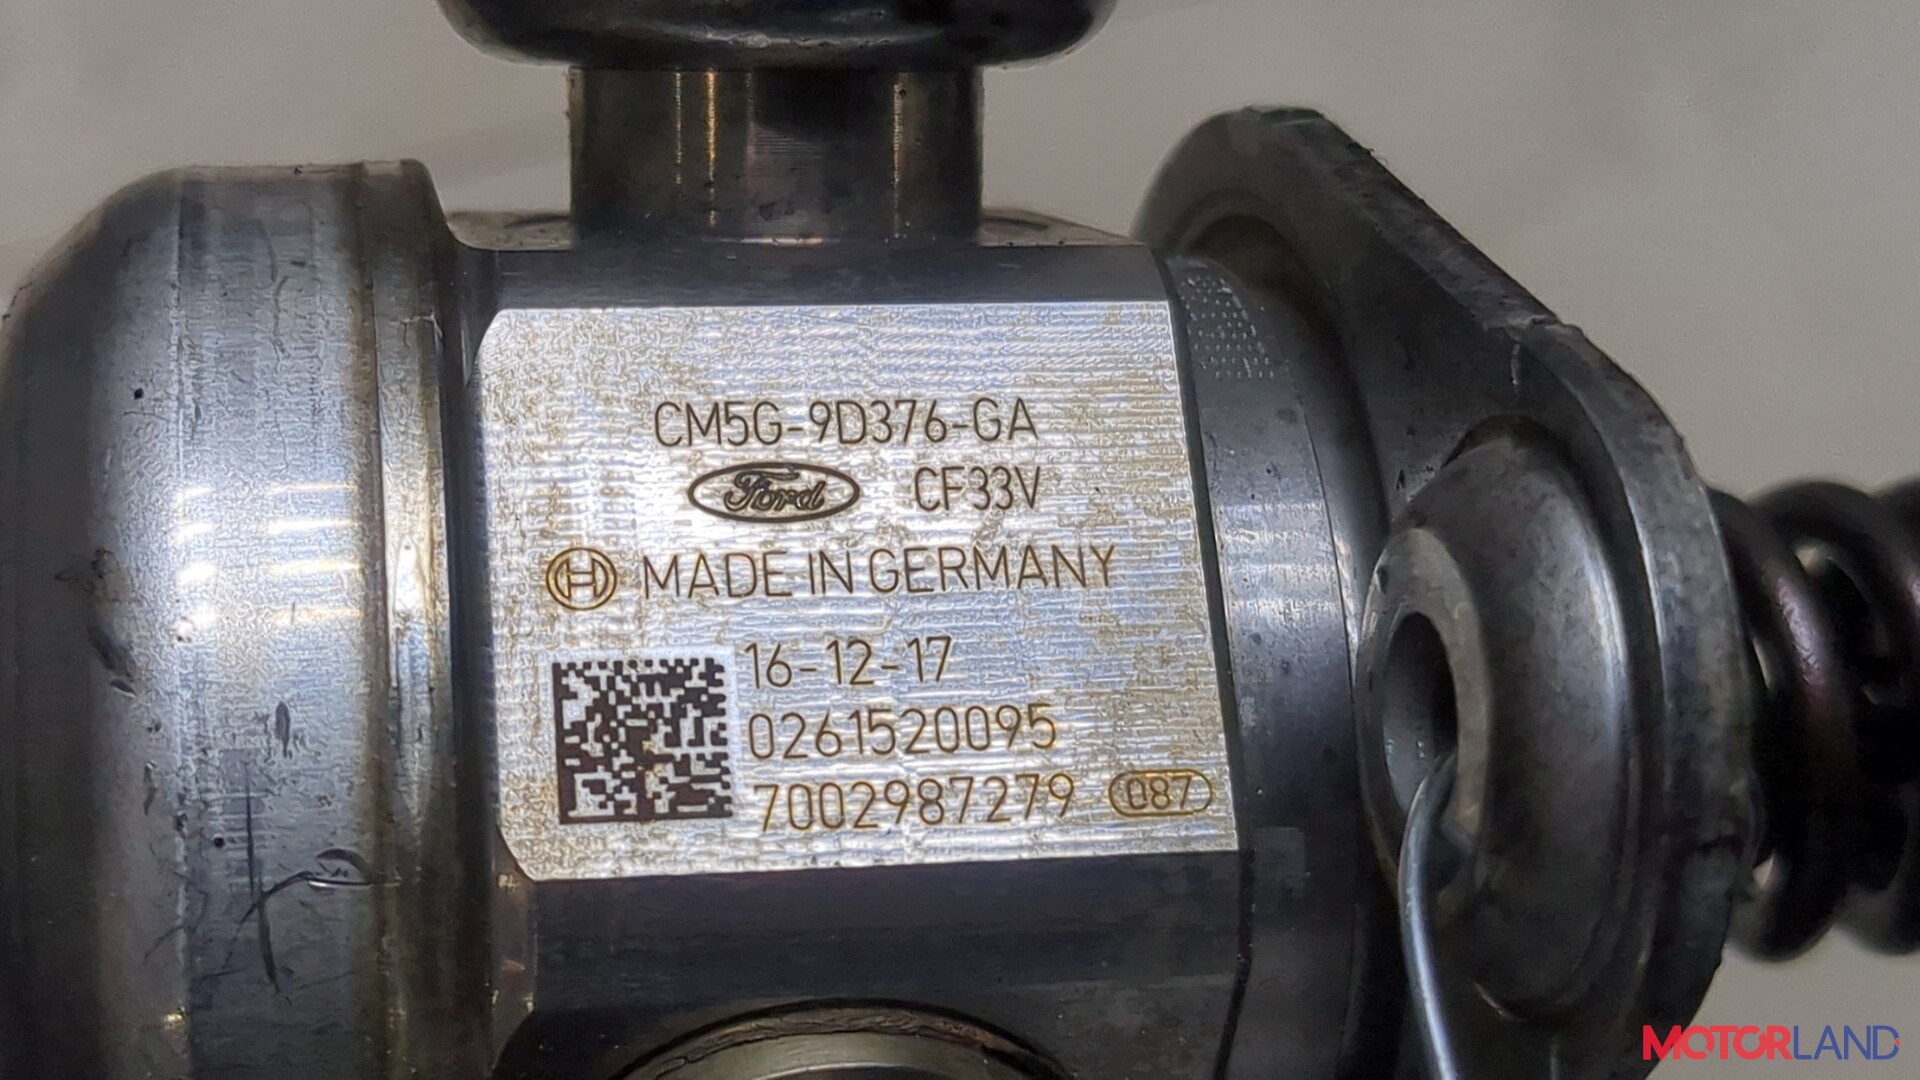 CM5G-9D376-GA
Ford CF33V
MADE IN GERMANY
16-12-17
0261520095
7002987279 087
MOTORLAND